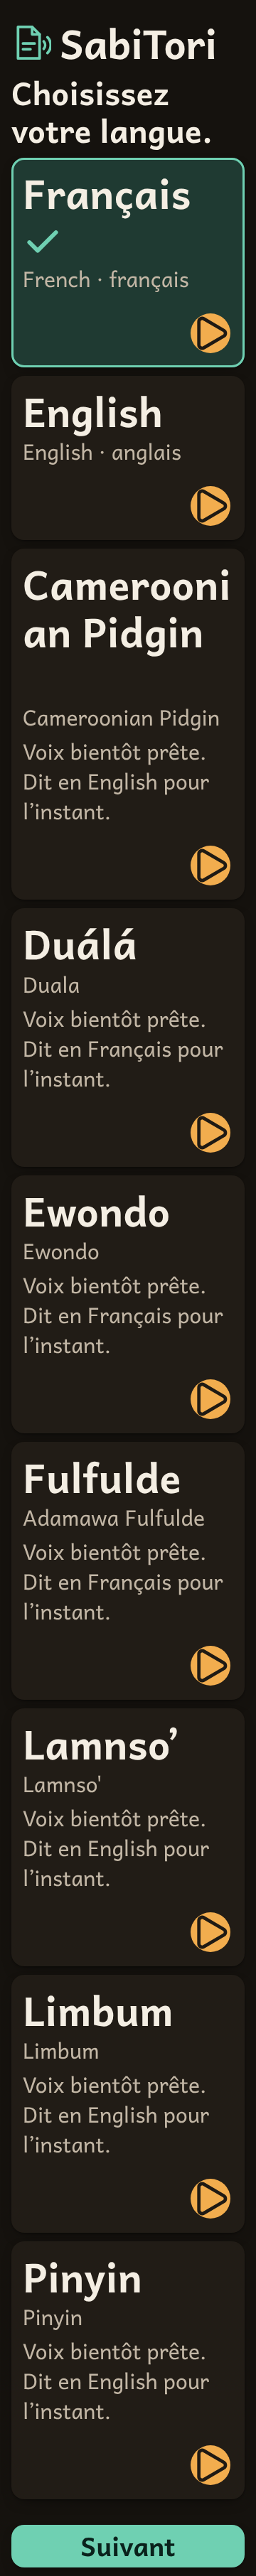 SabiTori
Choisissez
votre langue.
Français
French · français
English
English · anglais
Camerooni
an Pidgin
Cameroonian Pidgin
Voix bientôt prête.
Dit en English pour
l’instant.
Duálá
Duala
Voix bientôt prête.
Dit en Français pour
l’instant.
Ewondo
Ewondo
Voix bientôt prête.
Dit en Français pour
l’instant.
Fulfulde
Adamawa Fulfulde
Voix bientôt prête.
Dit en Français pour
l’instant.
Lamnso’
Lamnso'
Voix bientôt prête.
Dit en English pour
l’instant.
Limbum
Limbum
Voix bientôt prête.
Dit en English pour
l’instant.
Pinyin
Pinyin
Voix bientôt prête.
Dit en English pour
l’instant.
Suivant